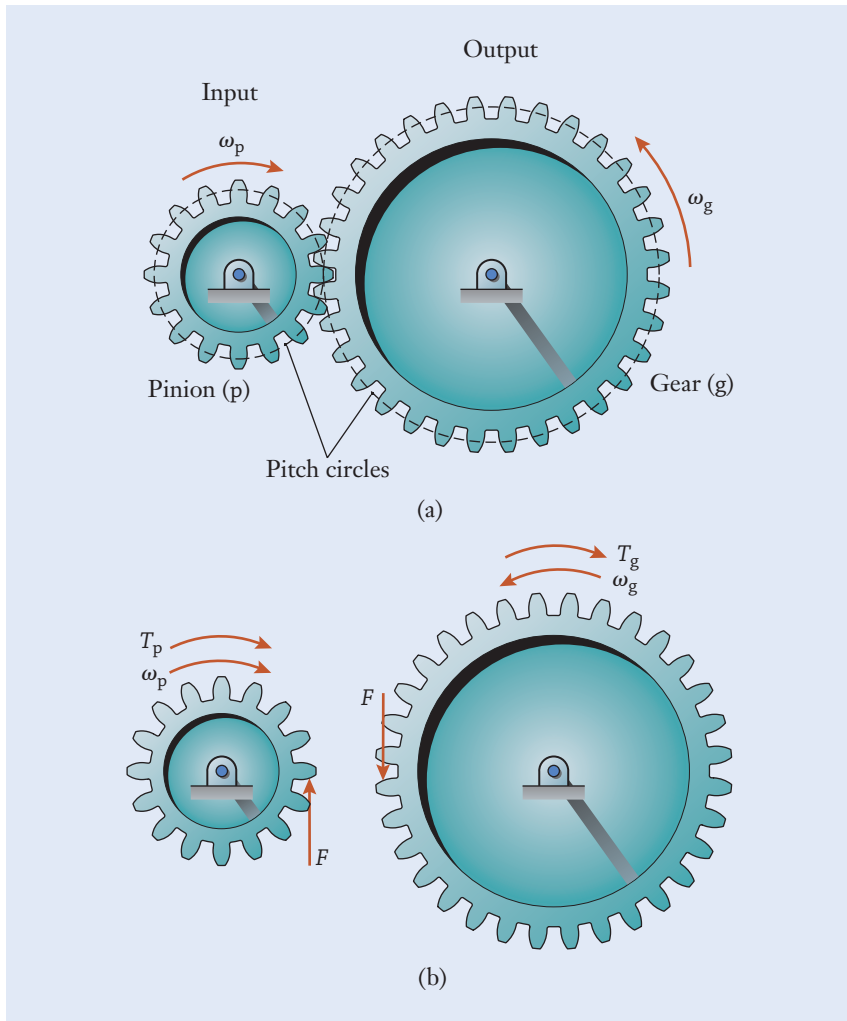 Output
Input
ωp
ωg
Pinion (p)
Gear (g)
Pitch circles
(a)
Tg
ωg
Tp
ωp
F
F
(b)